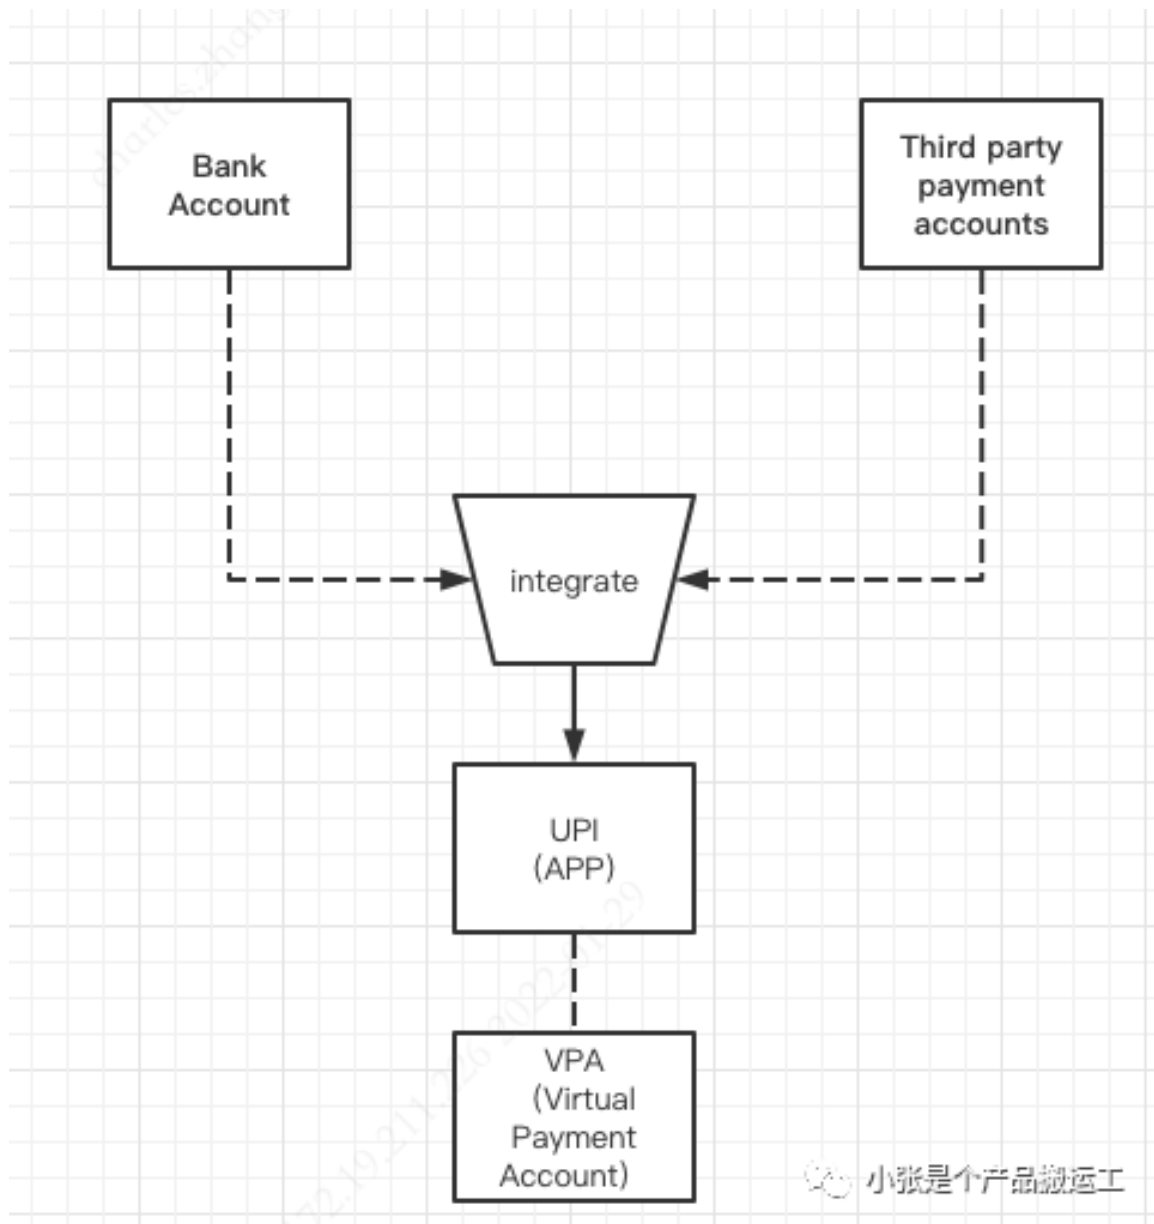 Bank
Account
Third party
payment
accounts
integrate
UPI
(APP)
VPA
(Virtual
Payment
Account)
小张是个产品搬运工